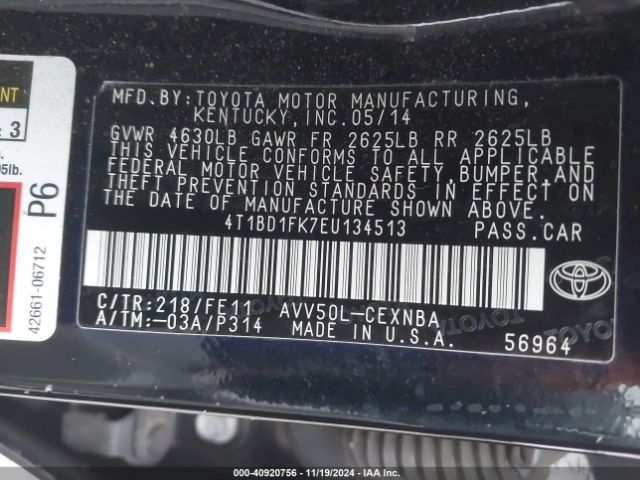 MFD.BY:TOYOTA MOTOR MANUFACTURING,
KENTUCKY,INC.05/14
GVWR 4630LB GAWR FR 2625LB RR 2625LB
THIS VEHICLE CONFORMS TO ALL APPLICABLE
FEDERAL MOTOR VEHICLE SAFETY,BUMPER,AND
THEFT PREVENTION STANDARDS IN EFFECT ON
THE DATE OF MANUFACTURE SHOWN ABOVE.
4T1BD1FK7EU134513 PASS.CAR
C/TR:218/FE11 AVV50L-CEXNBA
A/TM:-03A/P314 MADE IN U.S.A.
56964
TOYOTA
3
P6
42661-06712
000-40920756 - 11/19/2024 - IAA Inc.